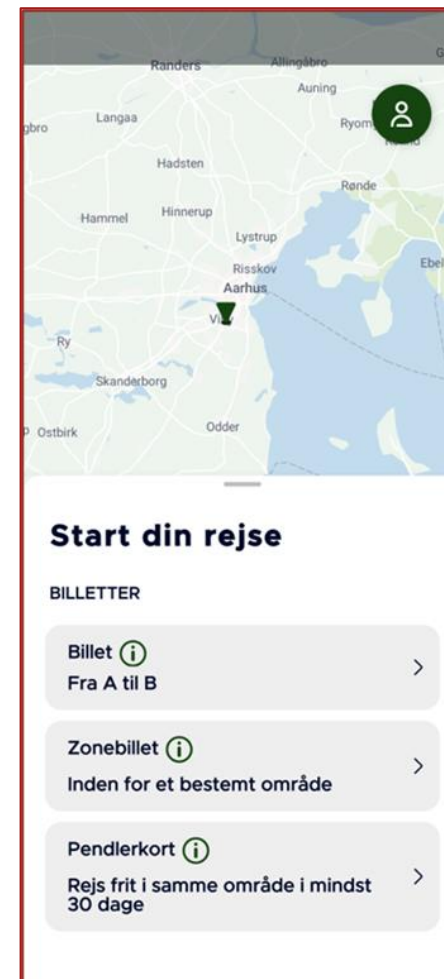 Randers
Allingåbro
Auning
Langaa
Hadsten
Rønde
Hammel
Hinnerup
Lystrup
Risskov
Aarhus
Ry
Skanderborg
Odder
Ostbirk
Start din rejse
BILLETTER
Billet
Fra A til B
Zonebillet
Inden for et bestemt område
Pendlerkort
Rejs frit i samme område i mindst
30 dage